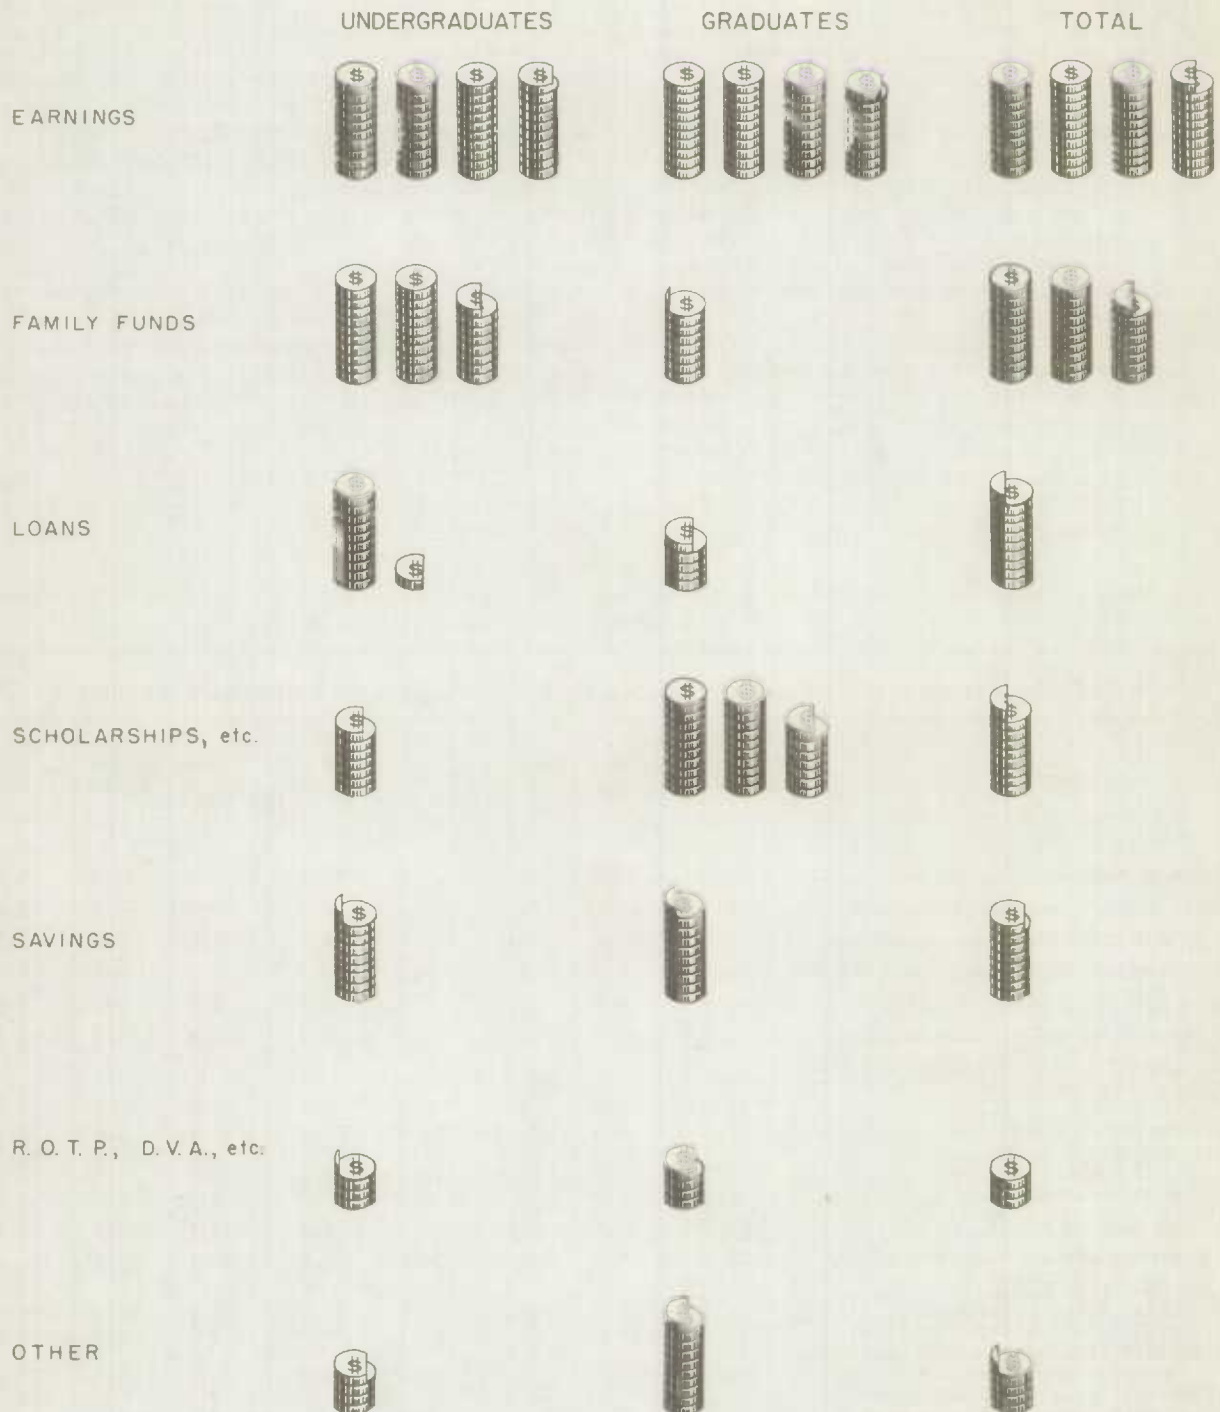 UNDERGRADUATES GRADUATES TOTAL
EARNINGS
FAMILY FUNDS
LOANS
SCHOLARSHIPS, etc.
SAVINGS
R. O. T. P., D. V. A., etc.
OTHER